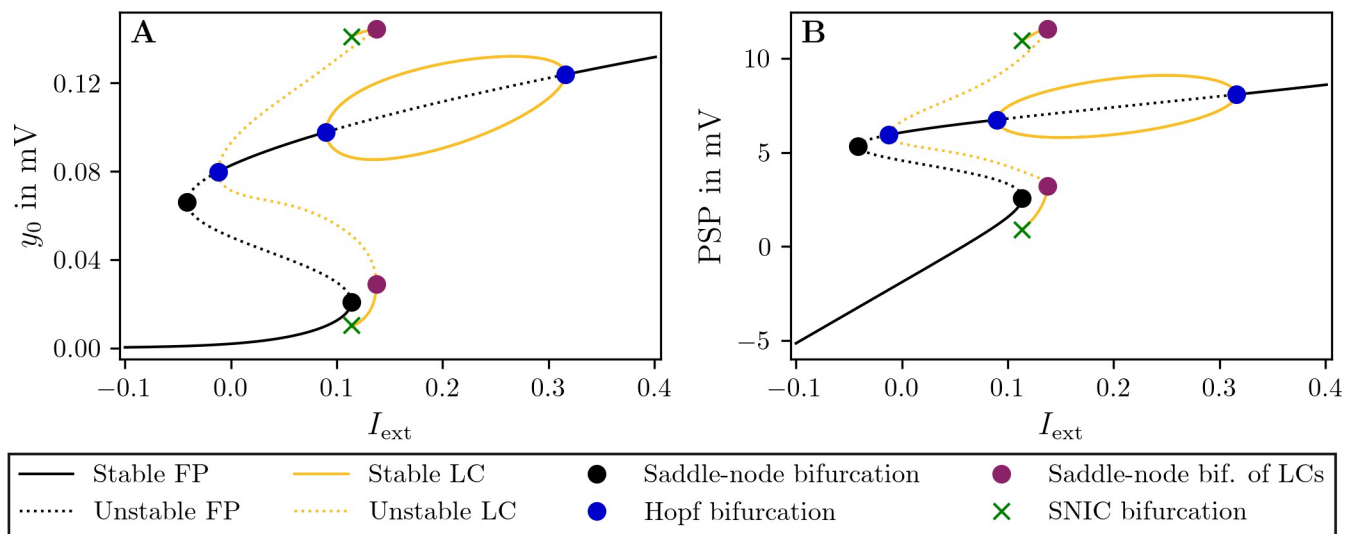 A
y₀ in mV
0.12
0.08
0.04
0.00
−0.1 0.0 0.1 0.2 0.3 0.4
I_ext
B
PSP in mV
10
5
0
−5
−0.1 0.0 0.1 0.2 0.3 0.4
I_ext
Stable FP Stable LC Saddle-node bifurcation Saddle-node bif. of LCs
Unstable FP Unstable LC Hopf bifurcation SNIC bifurcation